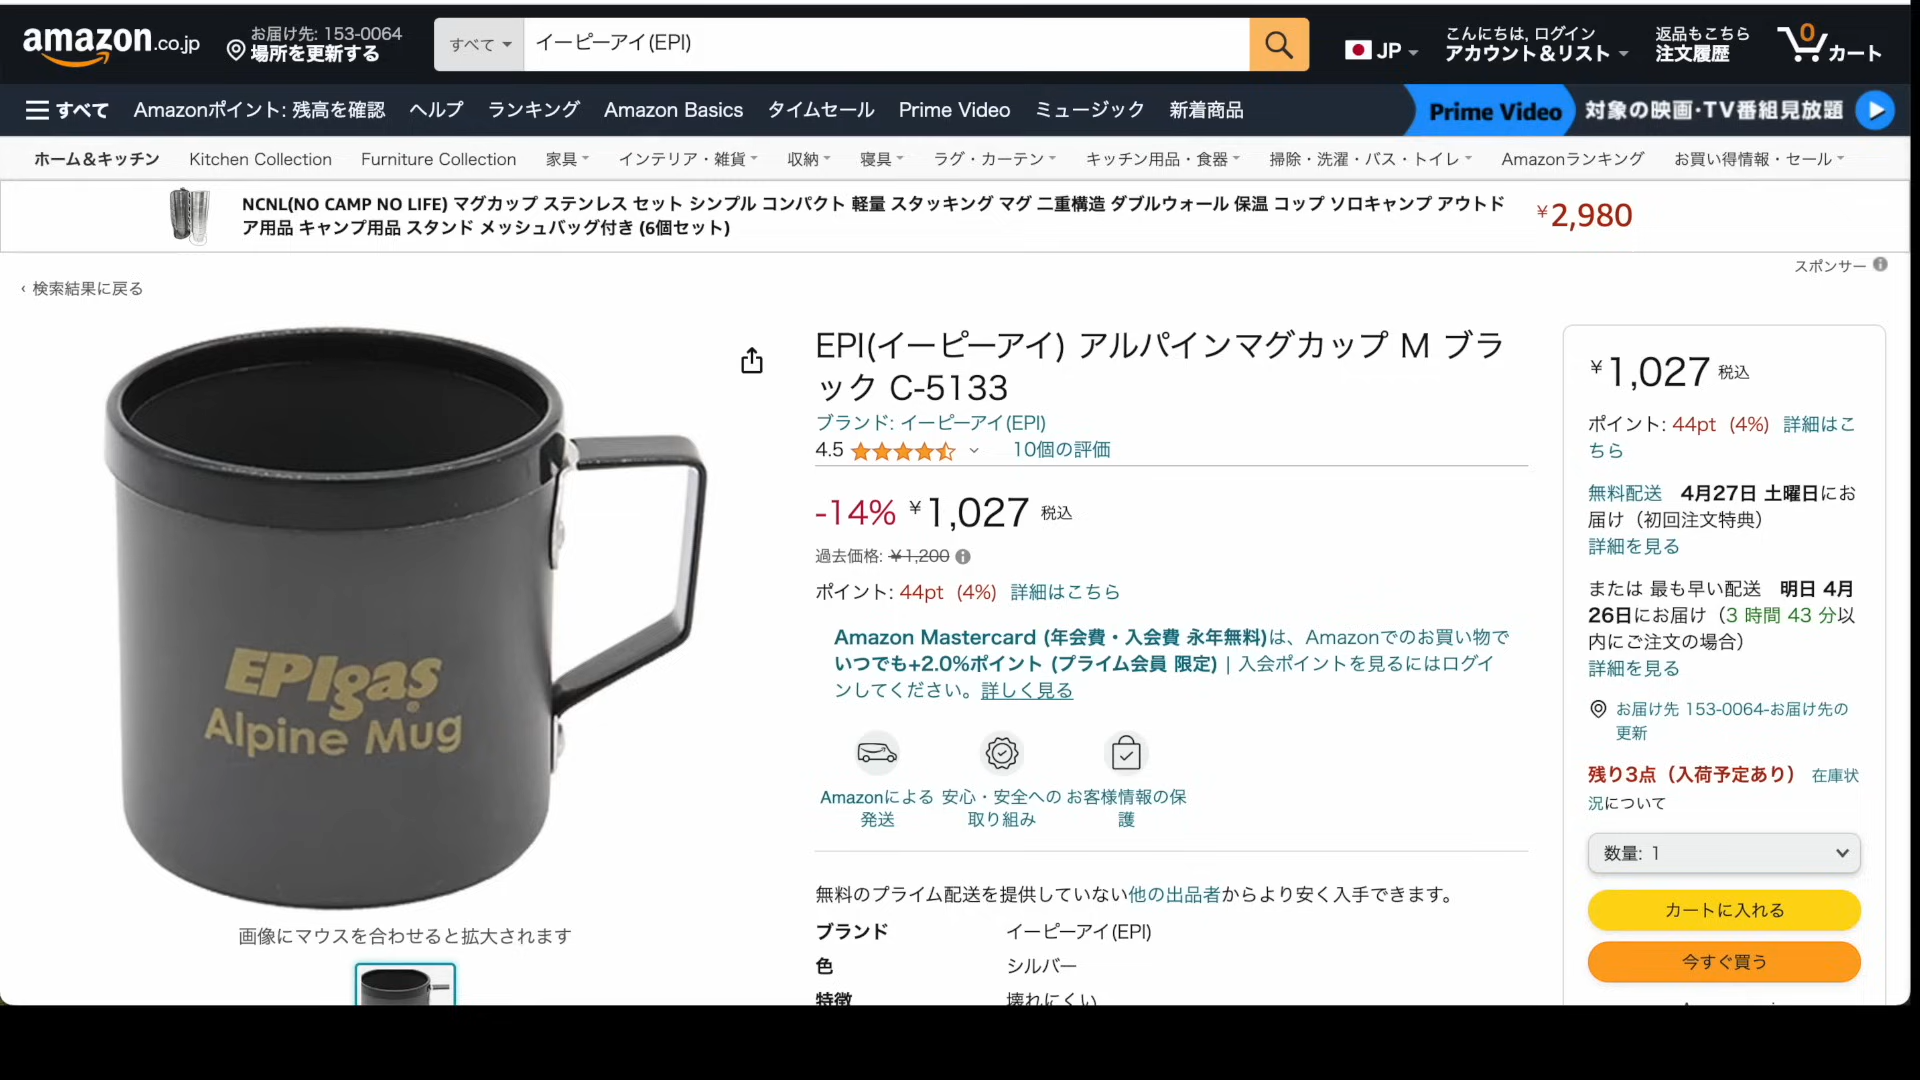 amazon.co.jp
お届け先: 153-0064
場所を更新する
すべて
イーピーアイ(EPI)
JP
こんにちは, ログイン
アカウント＆リスト
返品もこちら
注文履歴
0
カート
すべて
Amazonポイント: 残高を確認
ヘルプ
ランキング
Amazon Basics
タイムセール
Prime Video
ミュージック
新着商品
Prime Video
対象の映画・TV番組見放題
ホーム＆キッチン
Kitchen Collection
Furniture Collection
家具
インテリア・雑貨
収納
寝具
ラグ・カーテン
キッチン用品・食器
掃除・洗濯・バス・トイレ
Amazonランキング
お買い得情報・セール
NCNL(NO CAMP NO LIFE) マグカップ ステンレス セット シンプル コンパクト 軽量 スタッキング マグ 二重構造 ダブルウォール 保温 コップ ソロキャンプ アウトド
ア用品 キャンプ用品 スタンド メッシュバッグ付き (6個セット)
¥2,980
スポンサー
‹ 検索結果に戻る
EPIgas
Alpine Mug
画像にマウスを合わせると拡大されます
EPI(イーピーアイ) アルパインマグカップ M ブラ
ック C-5133
ブランド: イーピーアイ(EPI)
4.5
10個の評価
-14% ¥1,027 税込
過去価格: ¥1,200
ポイント: 44pt (4%) 詳細はこちら
Amazon Mastercard (年会費・入会費 永年無料)は、Amazonでのお買い物で
いつでも+2.0%ポイント (プライム会員 限定) | 入会ポイントを見るにはログイ
ンしてください。詳しく見る
Amazonによる
発送
安心・安全への
取り組み
お客様情報の保
護
無料のプライム配送を提供していない他の出品者からより安く入手できます。
ブランド イーピーアイ(EPI)
色 シルバー
特徴 壊れにくい
¥1,027 税込
ポイント: 44pt (4%) 詳細はこ
ちら
無料配送 4月27日 土曜日にお
届け（初回注文特典）
詳細を見る
または 最も早い配送 明日 4月
26日にお届け（3 時間 43 分以
内にご注文の場合）
詳細を見る
お届け先 153-0064-お届け先の
更新
残り3点（入荷予定あり） 在庫状
況について
数量: 1
カートに入れる
今すぐ買う